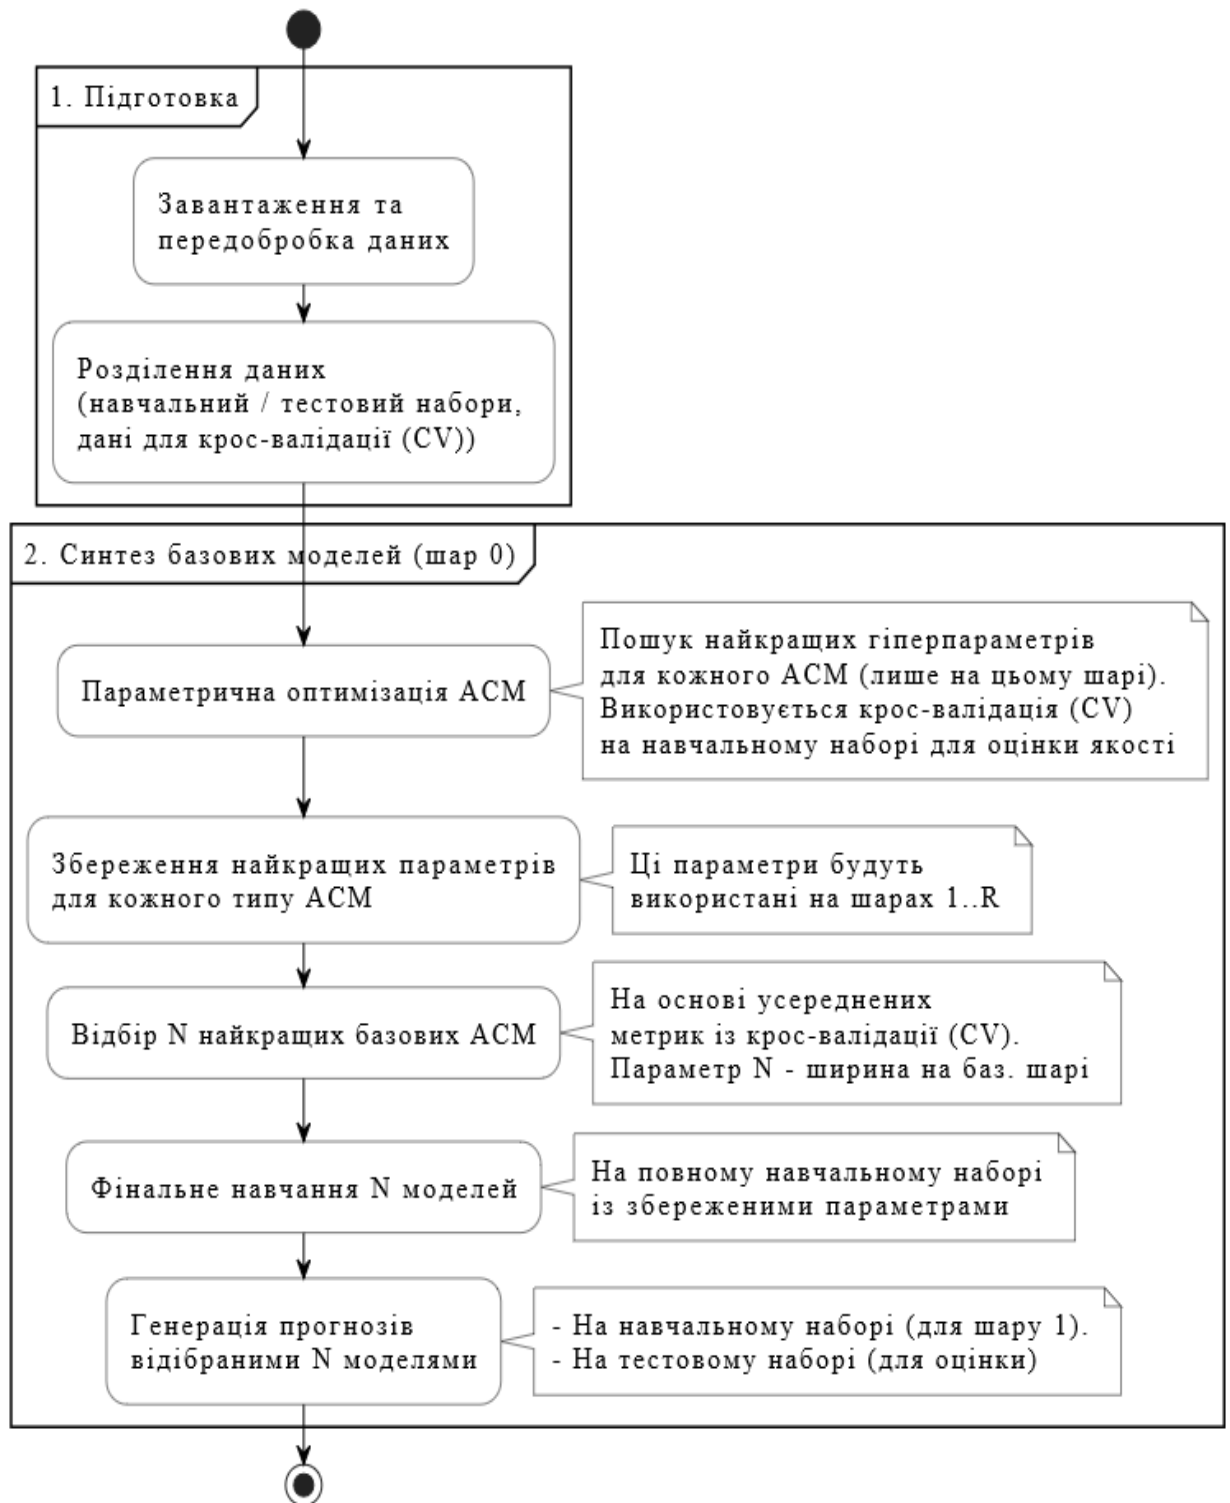 1. Підготовка
Завантаження та
передобробка даних
Розділення даних
(навчальний / тестовий набори,
дані для крос-валідації (CV))
2. Синтез базових моделей (шар 0)
Параметрична оптимізація АСМ
Пошук найкращих гіперпараметрів
для кожного АСМ (лише на цьому шарі).
Використовується крос-валідація (CV)
на навчальному наборі для оцінки якості
Збереження найкращих параметрів
для кожного типу АСМ
Ці параметри будуть
використані на шарах 1..R
Відбір N найкращих базових АСМ
На основі усереднених
метрик із крос-валідації (CV).
Параметр N - ширина на баз. шарі
Фінальне навчання N моделей
На повному навчальному наборі
із збереженими параметрами
Генерація прогнозів
відібраними N моделями
- На навчальному наборі (для шару 1).
- На тестовому наборі (для оцінки)